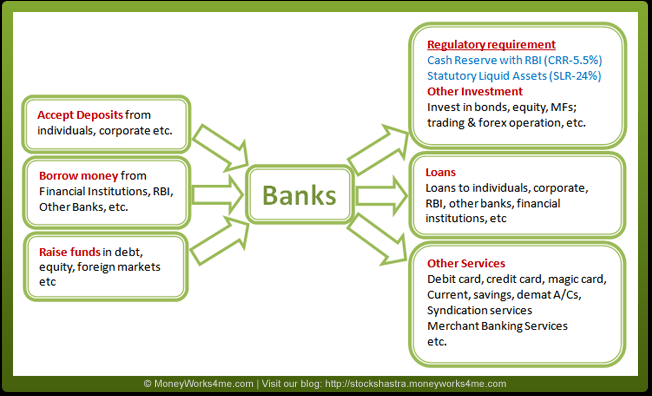 Accept Deposits from
individuals, corporate etc.
Borrow money from
Financial Institutions, RBI,
Other Banks, etc.
Raise funds in debt,
equity, foreign markets
etc
Banks
Regulatory requirement
Cash Reserve with RBI (CRR-5.5%)
Statutory Liquid Assets (SLR-24%)
Other Investment
Invest in bonds, equity, MFs;
trading & forex operation, etc.
Loans
Loans to individuals, corporate,
RBI, other banks, financial
institutions, etc
Other Services
Debit card, credit card, magic card,
Current, savings, demat A/Cs,
Syndication services
Merchant Banking Services
etc.
© MoneyWorks4me.com | Visit our blog: http://stockshastra.moneyworks4me.com